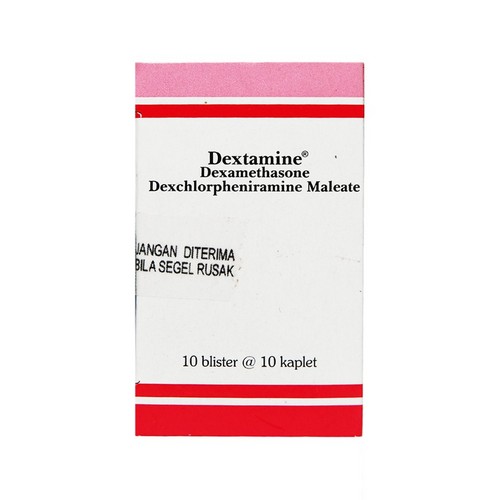 Dextamine®
Dexamethasone
Dexchlorpheniramine Maleate
JANGAN DITERIMA
BILA SEGEL RUSAK
10 blister @ 10 kaplet